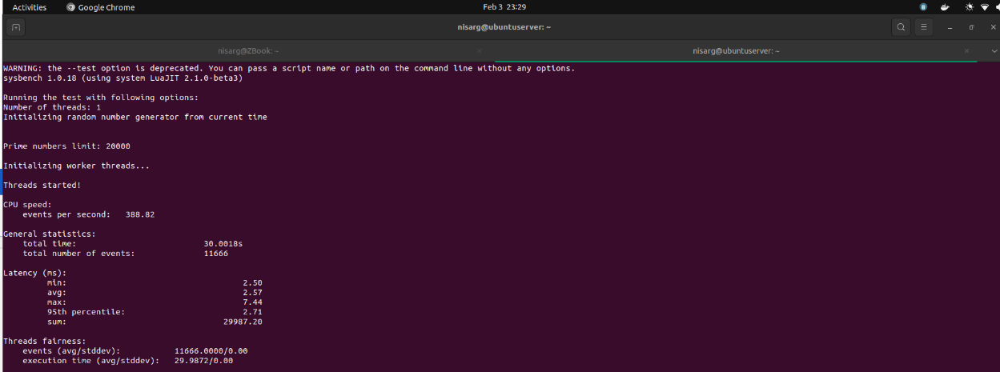 Activities Google Chrome Feb 3 23:29
nisarg@ubuntuserver: ~
nisarg@ZBook: ~ nisarg@ubuntuserver: ~
WARNING: the --test option is deprecated. You can pass a script name or path on the command line without any options.
sysbench 1.0.18 (using system LuaJIT 2.1.0-beta3)
Running the test with following options:
Number of threads: 1
Initializing random number generator from current time
Prime numbers limit: 20000
Initializing worker threads...
Threads started!
CPU speed:
events per second: 388.82
General statistics:
total time: 30.0018s
total number of events: 11666
Latency (ms):
min: 2.50
avg: 2.57
max: 7.44
95th percentile: 2.71
sum: 29987.20
Threads fairness:
events (avg/stddev): 11666.0000/0.00
execution time (avg/stddev): 29.9872/0.00